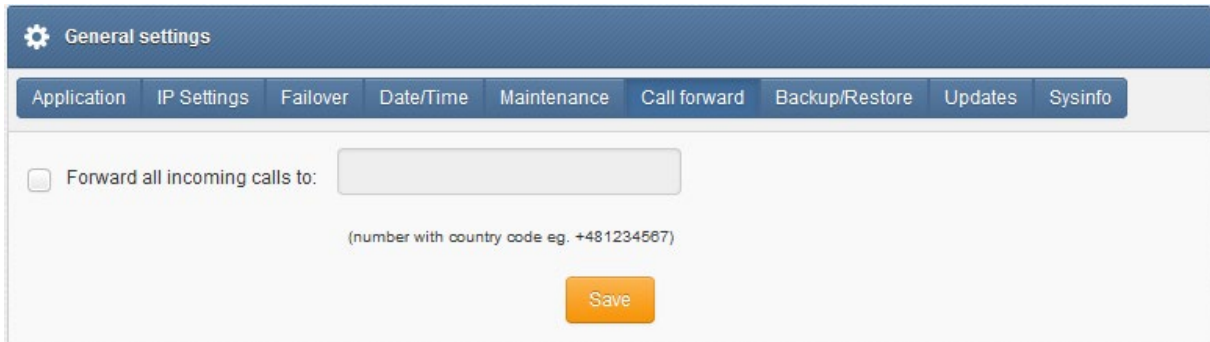 General settings
Application IP Settings Failover Date/Time Maintenance Call forward Backup/Restore Updates Sysinfo
Forward all incoming calls to:
(number with country code eg. +481234567)
Save